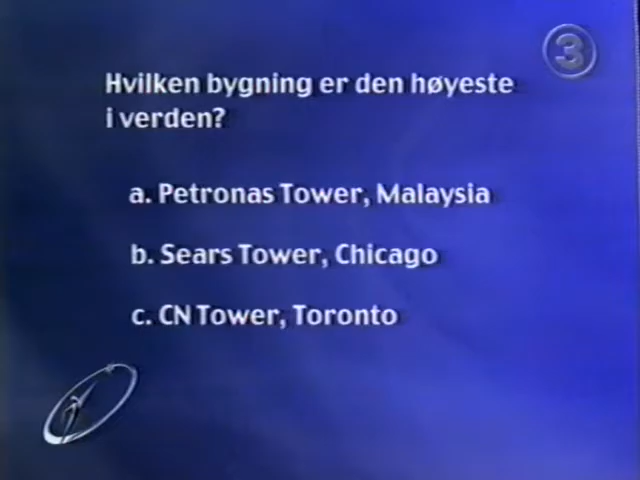 3
Hvilken bygning er den høyeste
i verden?
a. Petronas Tower, Malaysia
b. Sears Tower, Chicago
c. CN Tower, Toronto